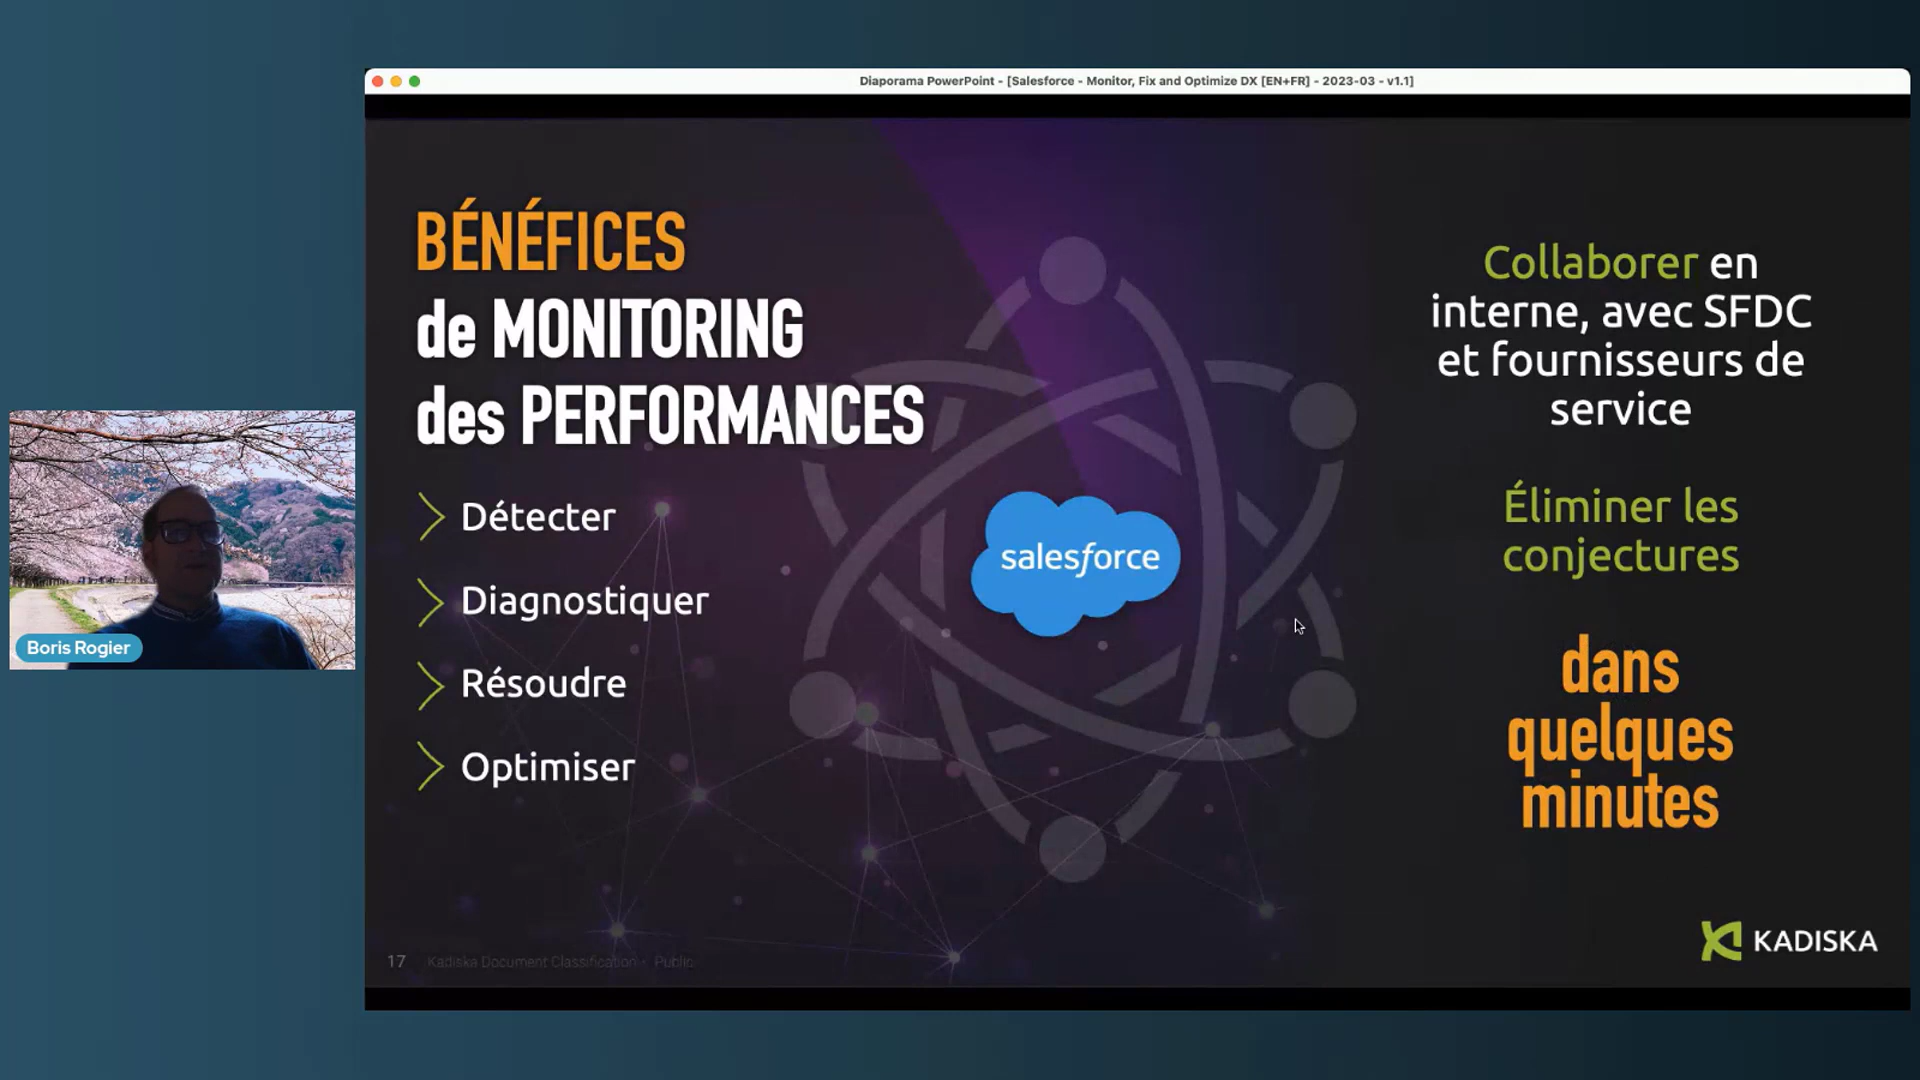 Diaporama PowerPoint - [Salesforce - Monitor, Fix and Optimize DX [EN+FR] - 2023-03 - v1.1]
BÉNÉFICES
de MONITORING
des PERFORMANCES
Détecter
Diagnostiquer
Résoudre
Optimiser
salesforce
Collaborer en
interne, avec SFDC
et fournisseurs de
service
Éliminer les
conjectures
dans
quelques
minutes
Boris Rogier
17
Kadiska Document Classification - Public
KADISKA